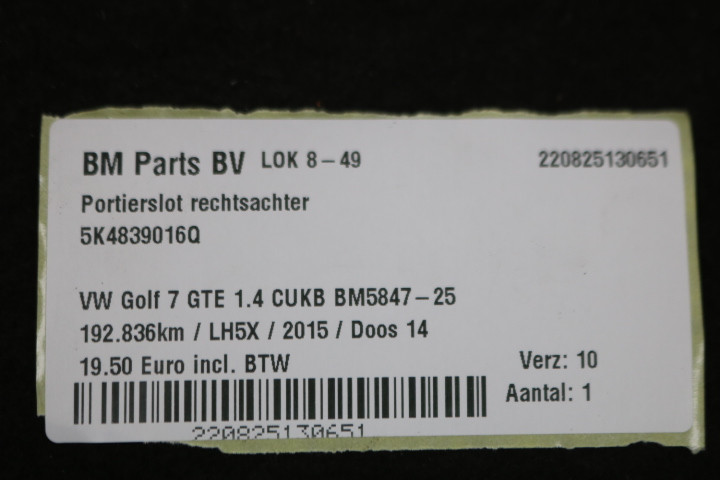 BM Parts BV LOK 8-49 220825130651
Portierslot rechtsachter
5K4839016Q
VW Golf 7 GTE 1.4 CUKB BM5847-25
192.836km / LH5X / 2015 / Doos 14
19.50 Euro incl. BTW Verz: 10
Aantal: 1
220825130651